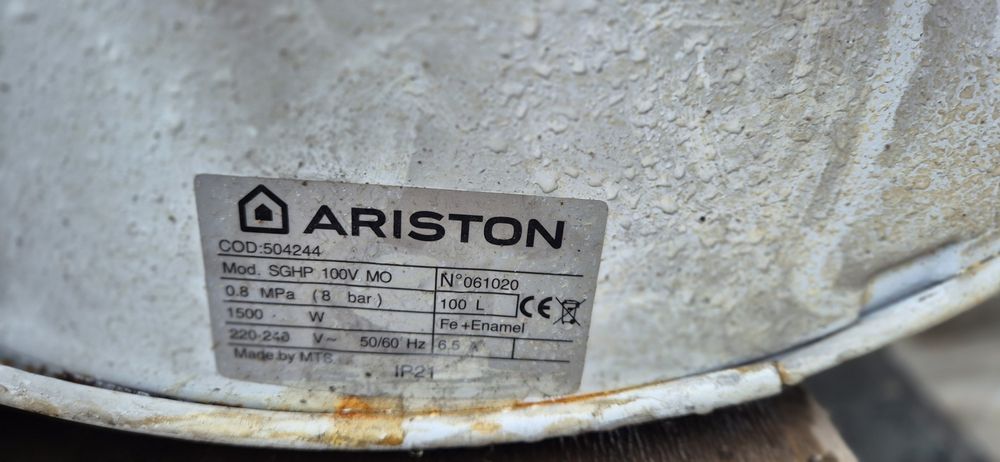 ARISTON
COD:504244
Mod. SGHP 100V MO N°061020
0.8 MPa (8 bar) 100 L CE
1500 W Fe+Enamel
220-240 V~ 50/60 Hz 6.5 A
Made by MTS
IP21